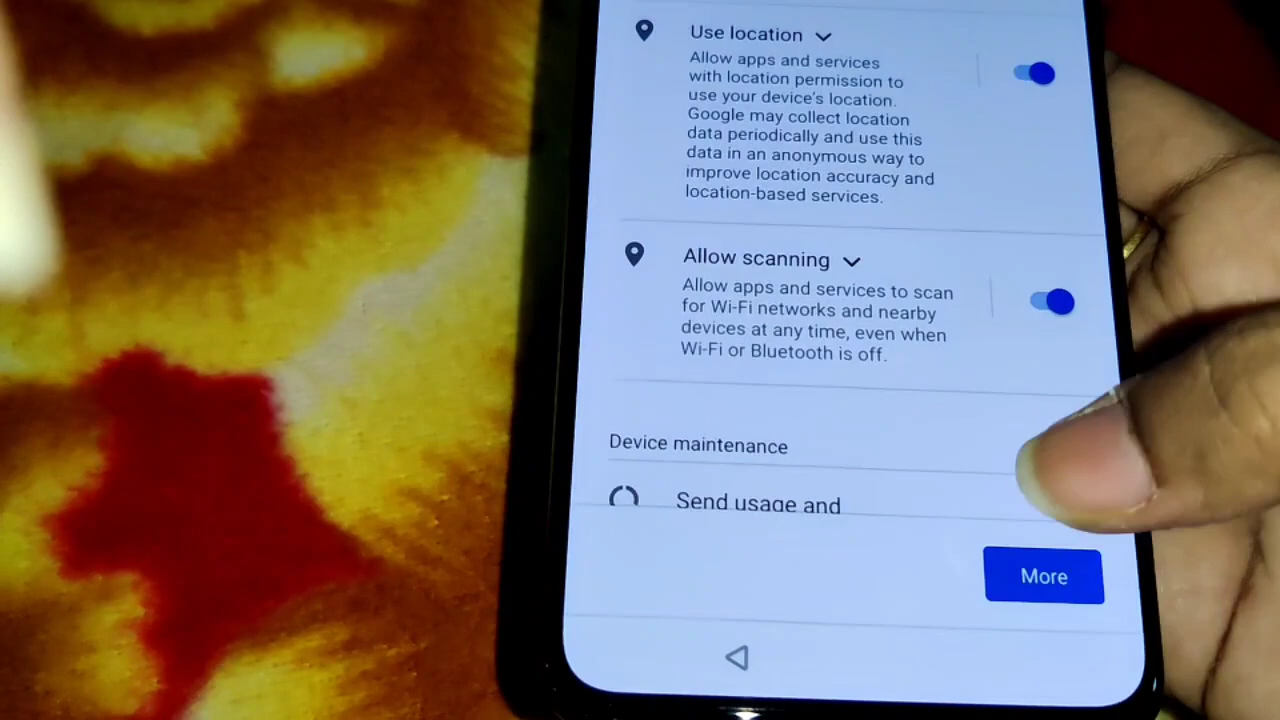 Use location
Allow apps and services
with location permission to
use your device's location.
Google may collect location
data periodically and use this
data in an anonymous way to
improve location accuracy and
location-based services.
Allow scanning
Allow apps and services to scan
for Wi-Fi networks and nearby
devices at any time, even when
Wi-Fi or Bluetooth is off.
Device maintenance
Send usage and
More